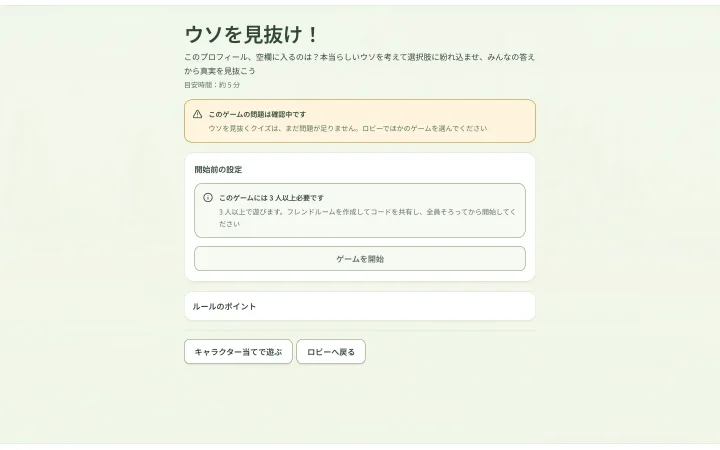 ウソを見抜け！
このプロフィール、空欄に入るのは？本当らしいウソを考えて選択肢に紛れ込ませ、みんなの答え
から真実を見抜こう
目安時間：約 5 分
このゲームの問題は確認中です
ウソを見抜くクイズは、まだ問題が足りません。ロビーでほかのゲームを選んでください
開始前の設定
このゲームには 3 人以上必要です
3 人以上で遊びます。フレンドルームを作成してコードを共有し、全員そろってから開始してく
ださい
ゲームを開始
ルールのポイント
キャラクター当てで遊ぶ
ロビーへ戻る